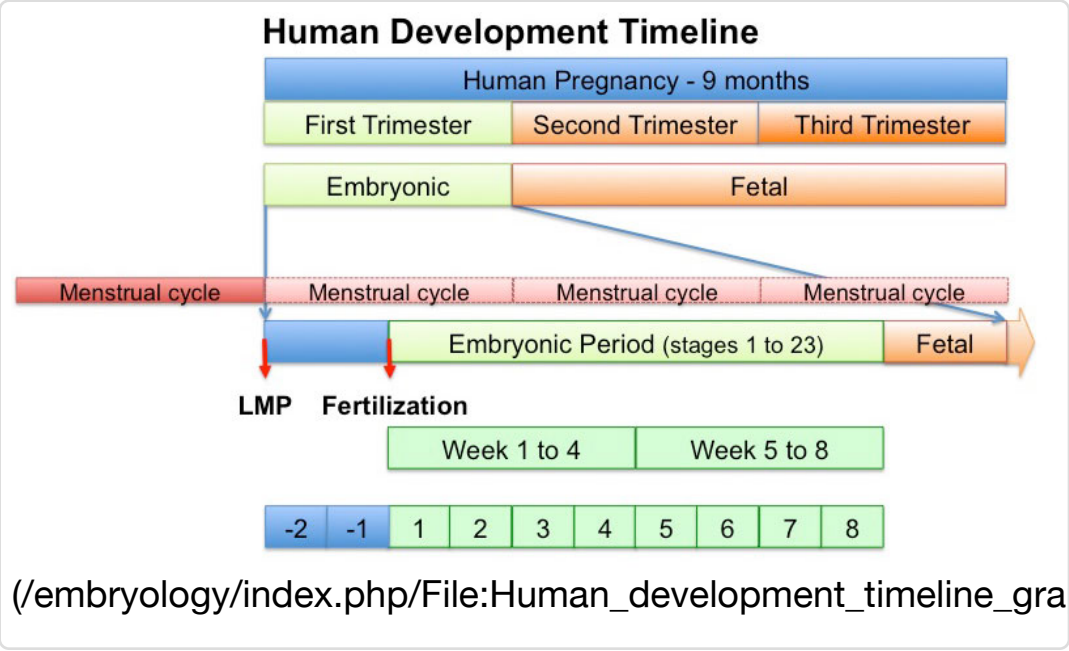 Human Development Timeline
Human Pregnancy - 9 months
First Trimester Second Trimester Third Trimester
Embryonic Fetal
Menstrual cycle Menstrual cycle Menstrual cycle Menstrual cycle
Embryonic Period (stages 1 to 23) Fetal
LMP Fertilization
Week 1 to 4 Week 5 to 8
-2 -1 1 2 3 4 5 6 7 8
(/embryology/index.php/File:Human_development_timeline_gra